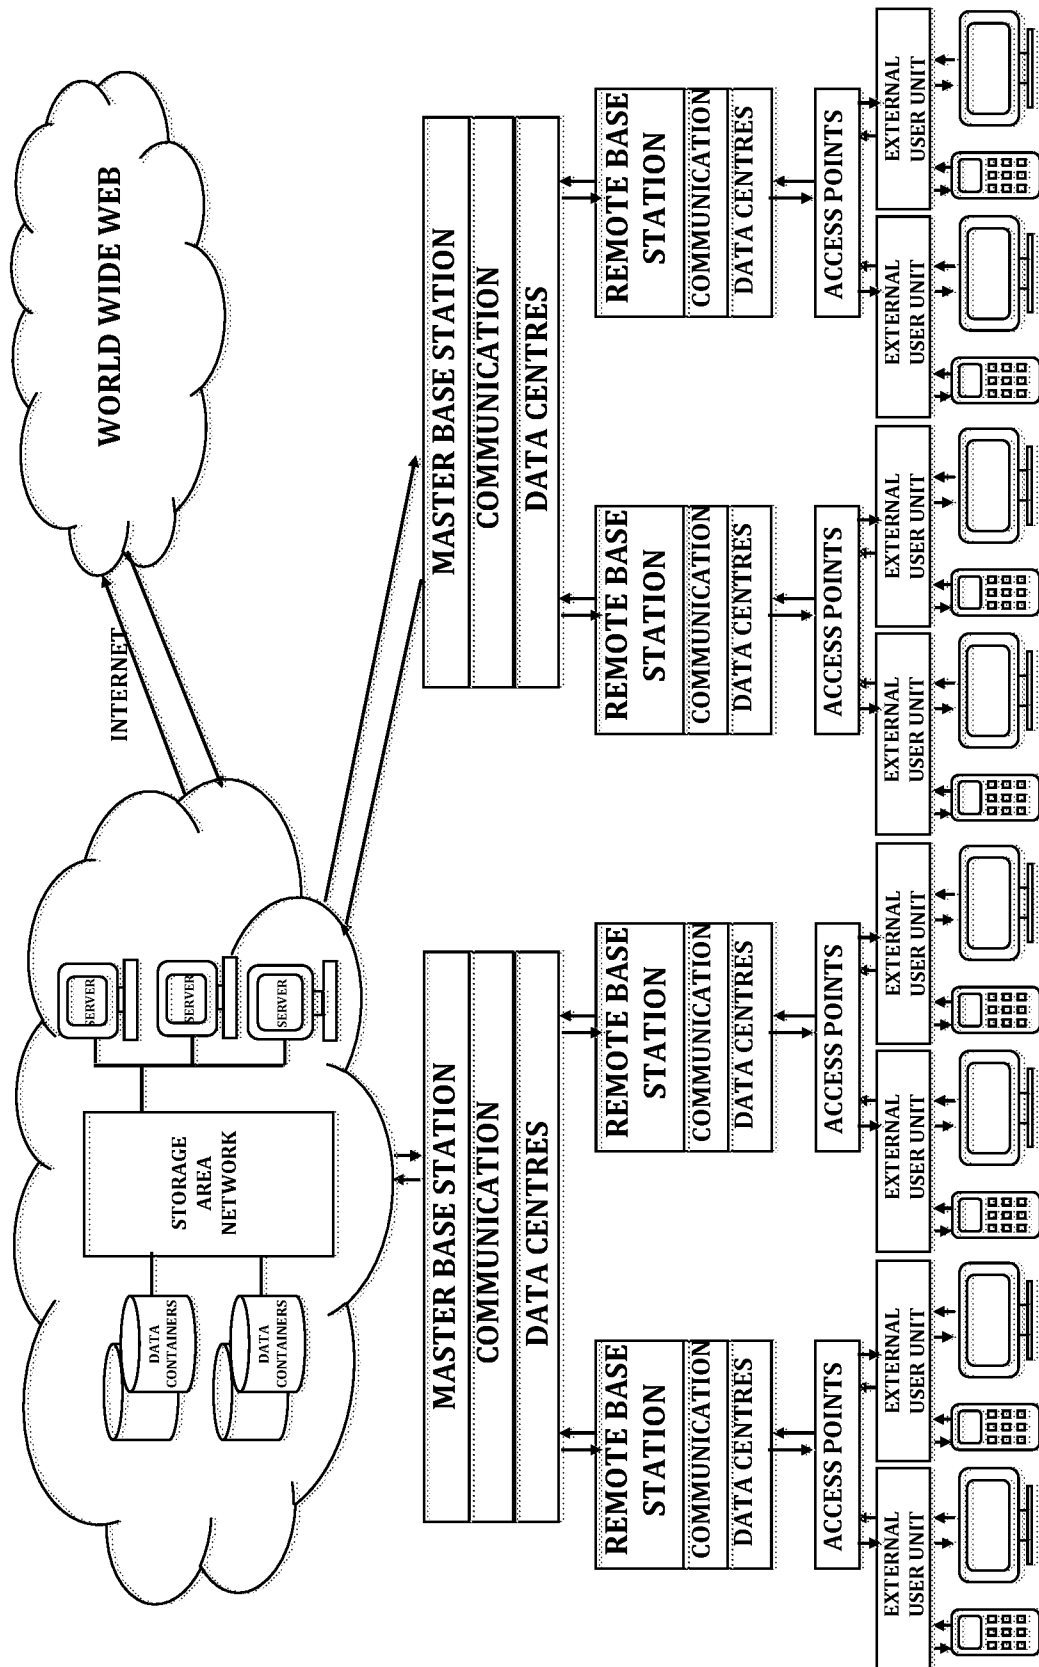 WORLD WIDE WEB
INTERNET
SERVER
SERVER
SERVER
STORAGE
AREA
NETWORK
DATA
CONTAINERS
DATA
CONTAINERS
MASTER BASE STATION
COMMUNICATION
DATA CENTRES
MASTER BASE STATION
COMMUNICATION
DATA CENTRES
REMOTE BASE
STATION
COMMUNICATION
DATA CENTRES
REMOTE BASE
STATION
COMMUNICATION
DATA CENTRES
REMOTE BASE
STATION
COMMUNICATION
DATA CENTRES
REMOTE BASE
STATION
COMMUNICATION
DATA CENTRES
ACCESS POINTS
ACCESS POINTS
ACCESS POINTS
ACCESS POINTS
EXTERNAL
USER UNIT
EXTERNAL
USER UNIT
EXTERNAL
USER UNIT
EXTERNAL
USER UNIT
EXTERNAL
USER UNIT
EXTERNAL
USER UNIT
EXTERNAL
USER UNIT
EXTERNAL
USER UNIT